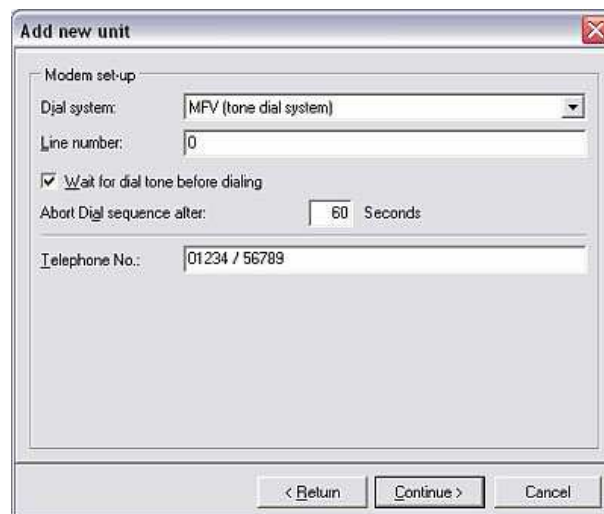 Add new unit
Modem set-up
Dial system: MFV (tone dial system)
Line number: 0
Wait for dial tone before dialing
Abort Dial sequence after: 60 Seconds
Telephone No.: 01234 / 56789
< Return Continue > Cancel